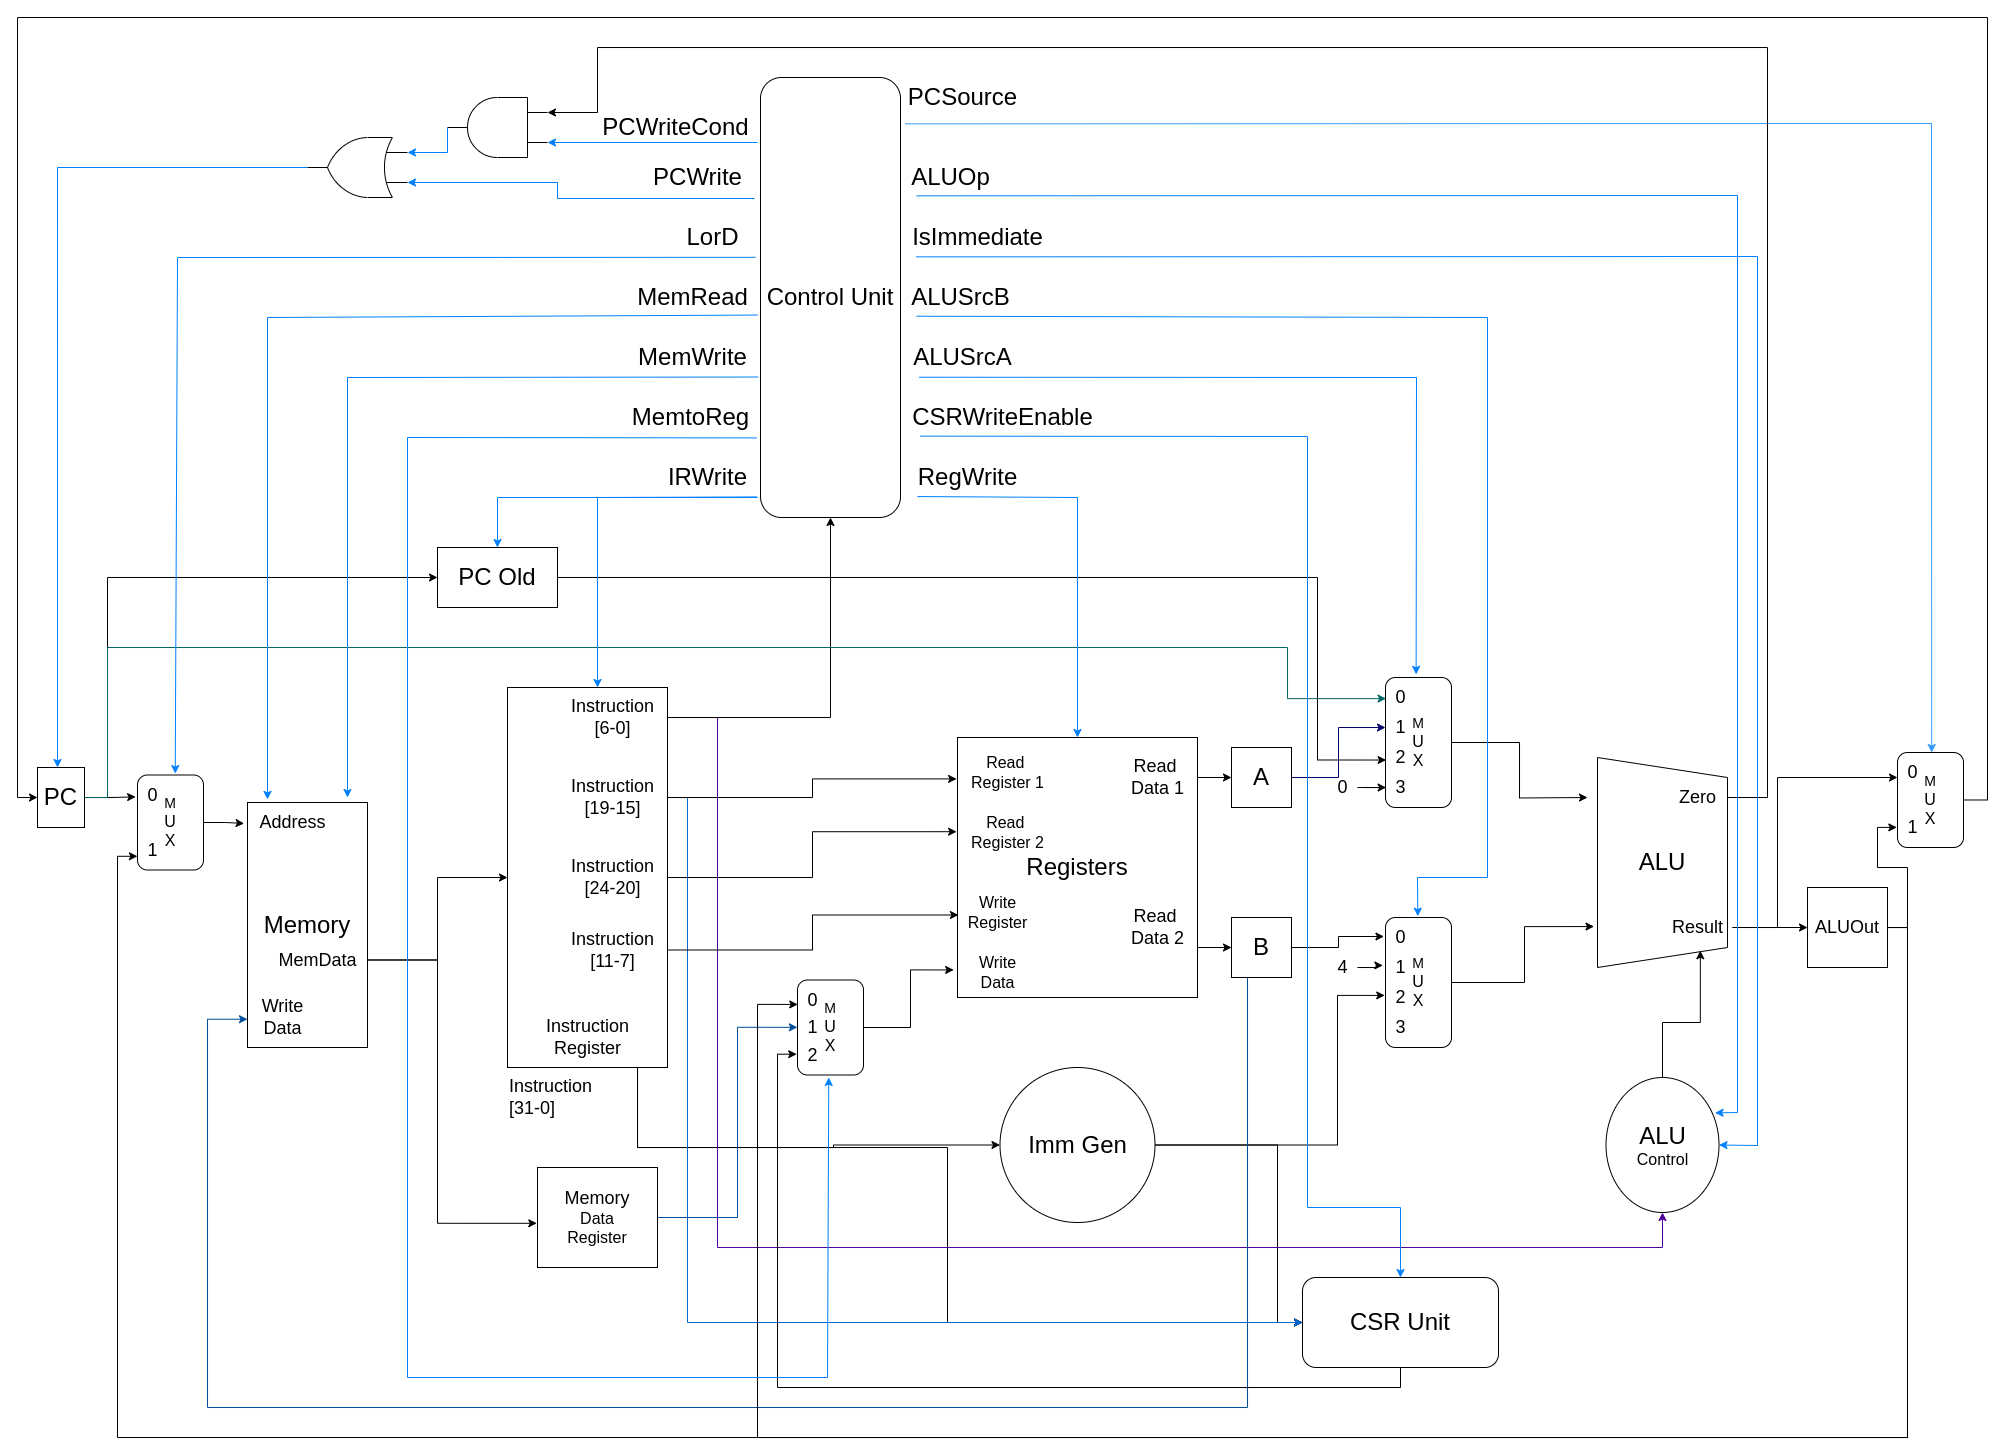 PCSource
PCWriteCond
PCWrite
ALUOp
LorD
IsImmediate
MemRead
Control Unit
ALUSrcB
MemWrite
ALUSrcA
MemtoReg
CSRWriteEnable
IRWrite
RegWrite
PC Old
PC
0
1
M
U
X
Address
Memory
MemData
Write
Data
Instruction
[6-0]
Instruction
[19-15]
Instruction
[24-20]
Instruction
[11-7]
Instruction
Register
Instruction
[31-0]
Memory
Data
Register
0
1
2
M
U
X
Read
Register 1
Read
Register 2
Registers
Write
Register
Write
Data
Read
Data 1
Read
Data 2
A
B
0
4
0
1
2
3
M
U
X
0
1
2
3
M
U
X
Imm Gen
CSR Unit
Zero
ALU
Result
ALU
Control
ALUOut
0
1
M
U
X